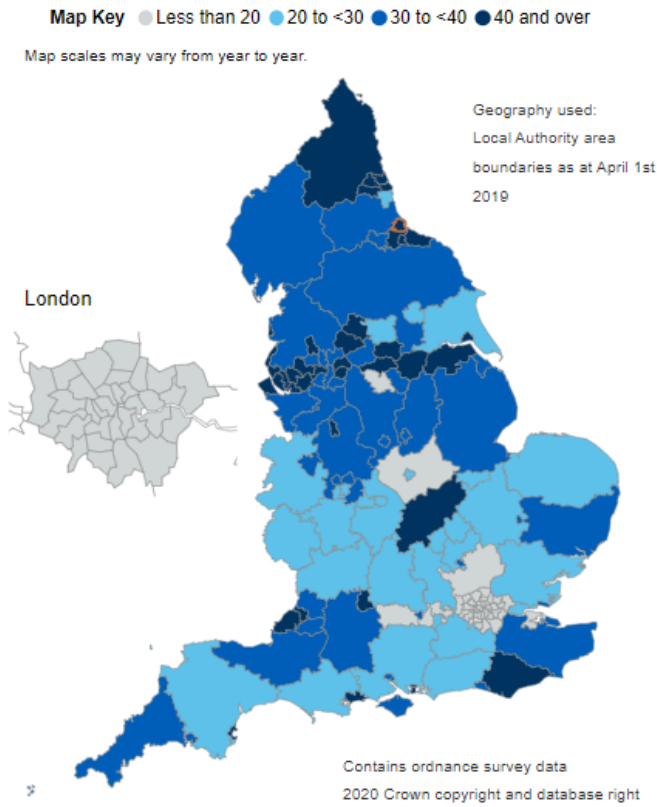 Map Key Less than 20 20 to <30 30 to <40 40 and over
Map scales may vary from year to year.
Geography used:
Local Authority area
boundaries as at April 1st
2019
London
Contains ordnance survey data
2020 Crown copyright and database right